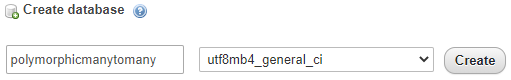 Create database
polymorphicmanytomany utf8mb4_general_ci Create